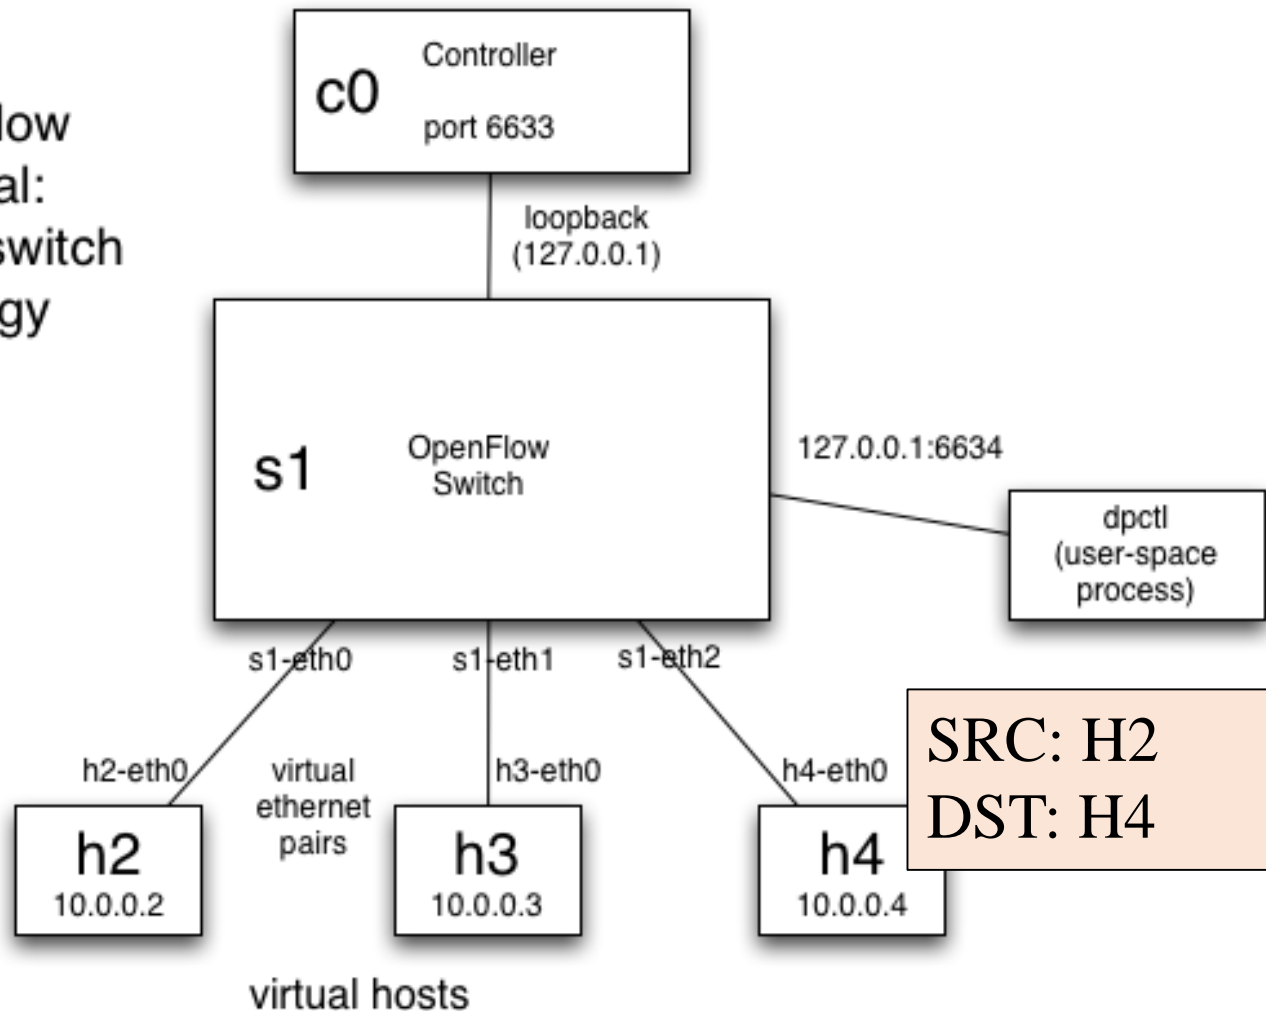 c0
Controller
port 6633
low
al:
switch
gy
loopback
(127.0.0.1)
s1
OpenFlow
Switch
127.0.0.1:6634
dpctl
(user-space
process)
s1-eth0
s1-eth1
s1-eth2
h2-eth0
virtual
ethernet
pairs
h3-eth0
h4-eth0
SRC: H2
DST: H4
h2
10.0.0.2
h3
10.0.0.3
h4
10.0.0.4
virtual hosts